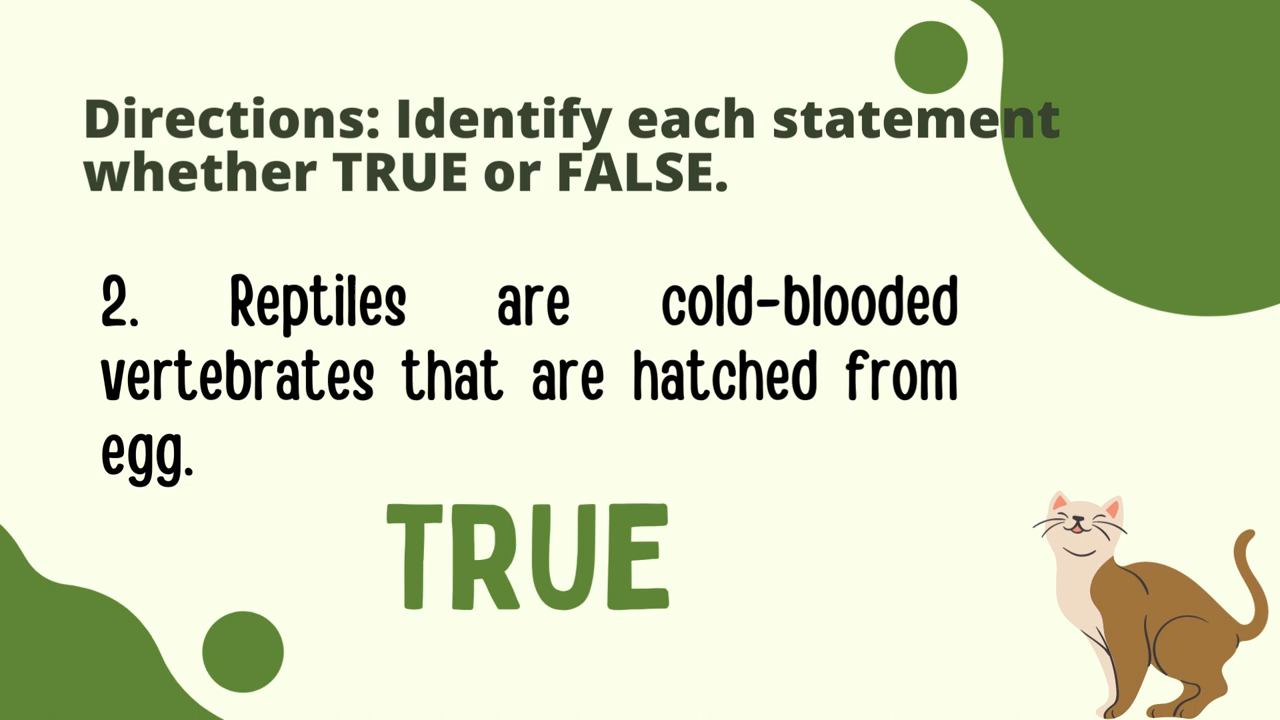 Directions: Identify each statement
whether TRUE or FALSE.
2. Reptiles are cold-blooded
vertebrates that are hatched from
egg.
TRUE